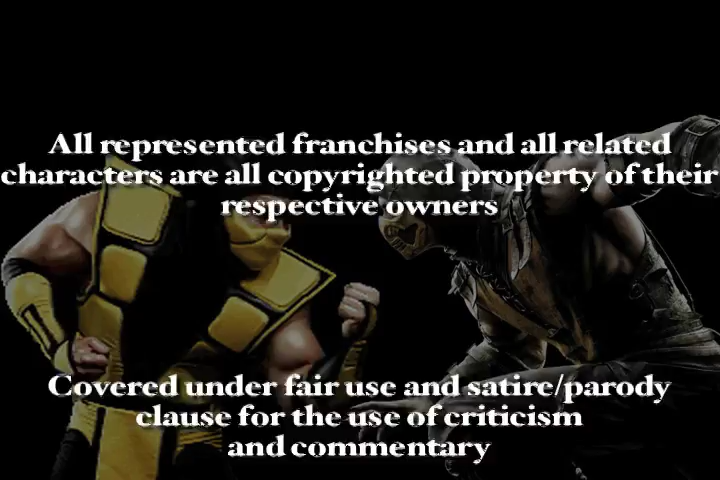 All represented franchises and all related
characters are all copyrighted property of their
respective owners
Covered under fair use and satire/parody
clause for the use of criticism
and commentary